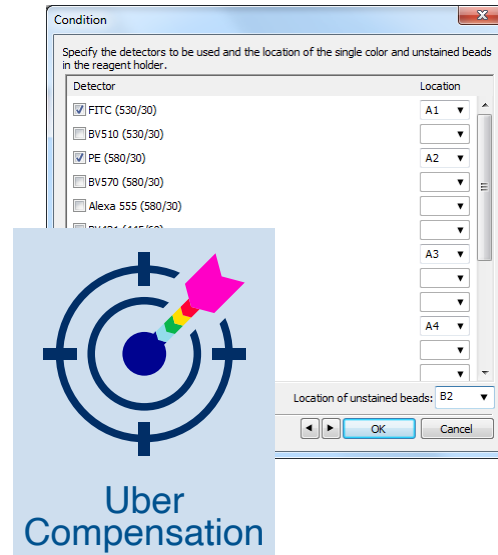 Condition
Specify the detectors to be used and the location of the single color and unstained beads
in the reagent holder.
Detector Location
FITC (530/30) A1
BV510 (530/30)
PE (580/30) A2
BV570 (580/30)
Alexa 555 (580/30)
A3
A4
Location of unstained beads: B2
OK Cancel
Uber
Compensation